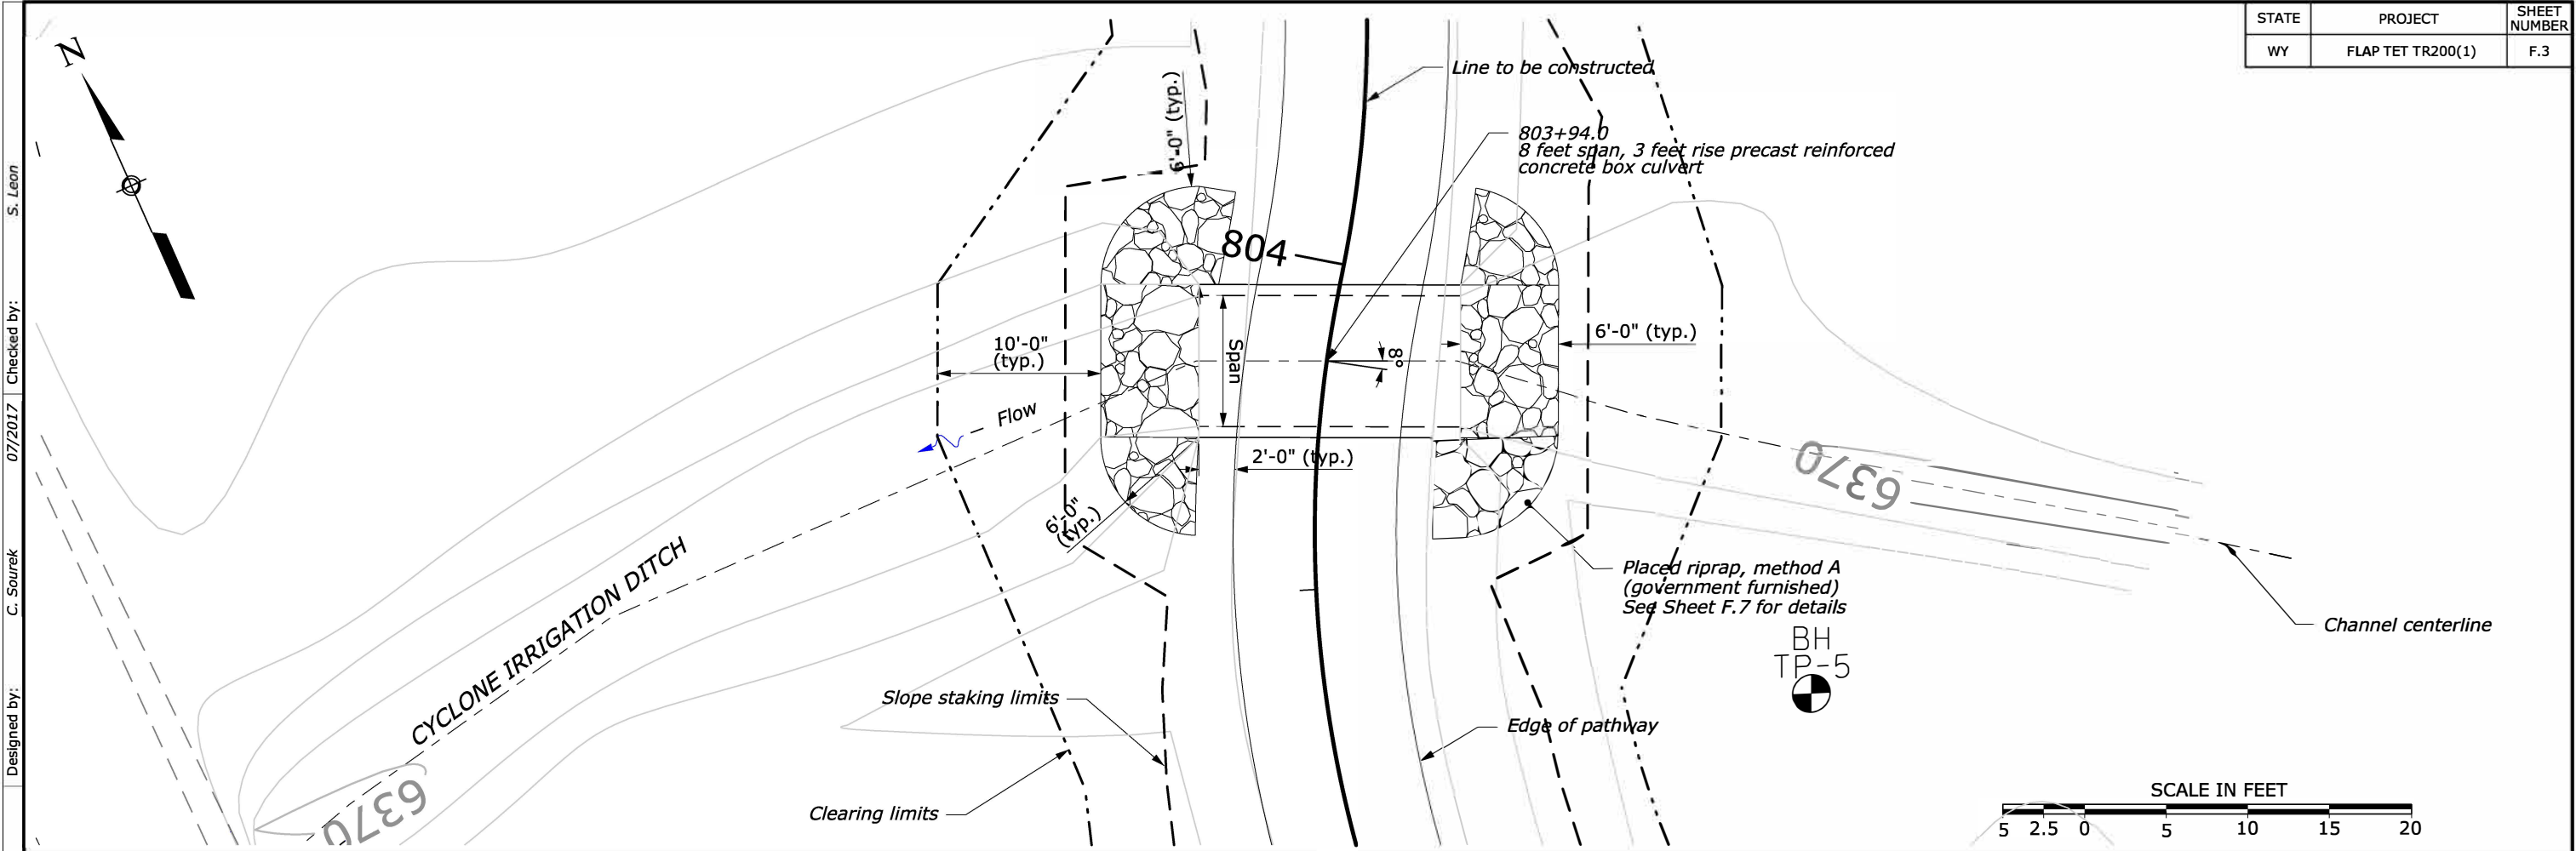 STATE PROJECT SHEET NUMBER
WY FLAP TET TR200(1) F.3
N
Line to be constructed
6'-0" (typ.)
803+94.0
8 feet span, 3 feet rise precast reinforced
concrete box culvert
804
10'-0"
(typ.)
Span
8°
6'-0" (typ.)
Flow
2'-0" (typ.)
6'-0"
(typ.)
6370
CYCLONE IRRIGATION DITCH
Placed riprap, method A
(government furnished)
See Sheet F.7 for details
BH
TP-5
Channel centerline
Slope staking limits
Edge of pathway
Clearing limits
6370
SCALE IN FEET
5 2.5 0 5 10 15 20
Designed by: C. Sourek 07/2017 Checked by: S. Leon